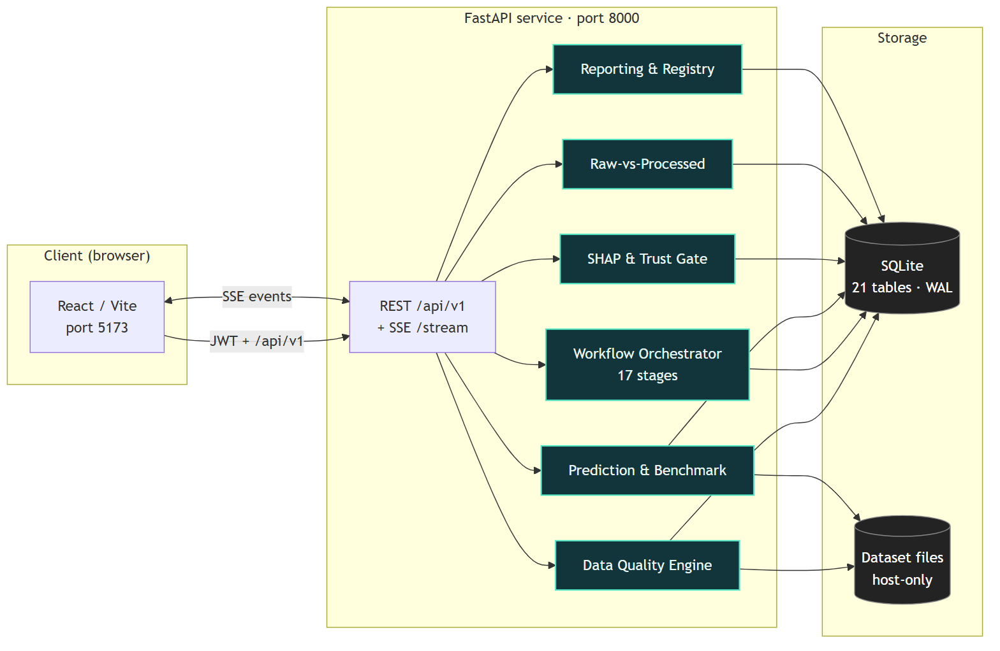 FastAPI service · port 8000
Storage
Client (browser)
React / Vite
port 5173
SSE events
JWT + /api/v1
REST /api/v1
+ SSE /stream
Reporting & Registry
Raw-vs-Processed
SHAP & Trust Gate
Workflow Orchestrator
17 stages
Prediction & Benchmark
Data Quality Engine
SQLite
21 tables · WAL
Dataset files
host-only